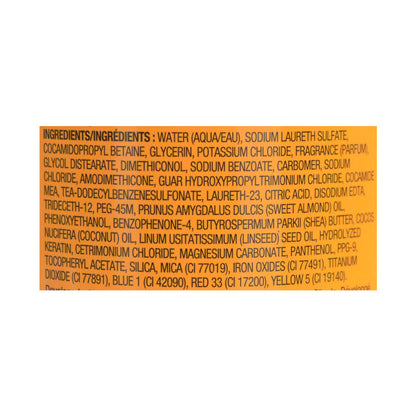 INGREDIENTS/INGRÉDIENTS : WATER (AQUA/EAU), SODIUM LAURETH SULFATE,
COCAMIDOPROPYL BETAINE, GLYCERIN, POTASSIUM CHLORIDE, FRAGRANCE (PARFUM),
GLYCOL DISTEARATE, DIMETHICONOL, SODIUM BENZOATE, CARBOMER, SODIUM
CHLORIDE, AMODIMETHICONE, GUAR HYDROXYPROPYLTRIMONIUM CHLORIDE, COCAMIDE
MEA, TEA-DODECYLBENZENESULFONATE, LAURETH-23, CITRIC ACID, DISODIUM EDTA,
TRIDECETH-12, PEG-45M, PRUNUS AMYGDALUS DULCIS (SWEET ALMOND) OIL,
PHENOXYETHANOL, BENZOPHENONE-4, BUTYROSPERMUM PARKII (SHEA) BUTTER, COCOS
NUCIFERA (COCONUT) OIL, LINUM USITATISSIMUM (LINSEED) SEED OIL, HYDROLYZED
KERATIN, CETRIMONIUM CHLORIDE, MAGNESIUM CARBONATE, PANTHENOL, PPG-9,
TOCOPHERYL ACETATE, SILICA, MICA (CI 77019), IRON OXIDES (CI 77491), TITANIUM
DIOXIDE (CI 77891), BLUE 1 (CI 42090), RED 33 (CI 17200), YELLOW 5 (CI 19140).